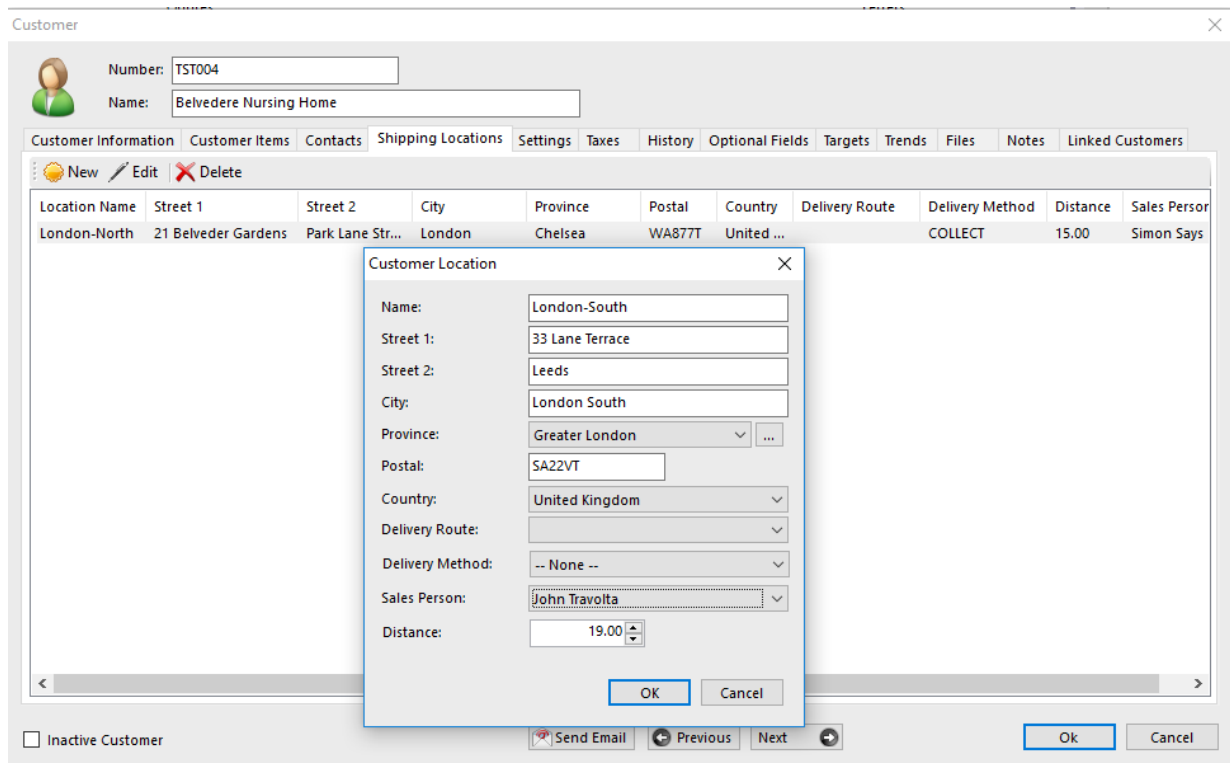 Customer
Number: TST004
Name: Belvedere Nursing Home
Customer Information Customer Items Contacts Shipping Locations Settings Taxes History Optional Fields Targets Trends Files Notes Linked Customers
New Edit Delete
Location Name Street 1 Street 2 City Province Postal Country Delivery Route Delivery Method Distance Sales Person
London-North 21 Belveder Gardens Park Lane Str... London Chelsea WA877T United ... COLLECT 15.00 Simon Says
Customer Location
Name: London-South
Street 1: 33 Lane Terrace
Street 2: Leeds
City: London South
Province: Greater London ...
Postal: SA22VT
Country: United Kingdom
Delivery Route:
Delivery Method: -- None --
Sales Person: John Travolta
Distance: 19.00
OK Cancel
Inactive Customer Send Email Previous Next Ok Cancel